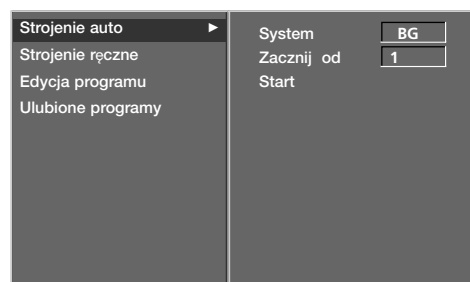 Strojenie auto ►
Strojenie ręczne
Edycja programu
Ulubione programy
System BG
Zacznij od 1
Start